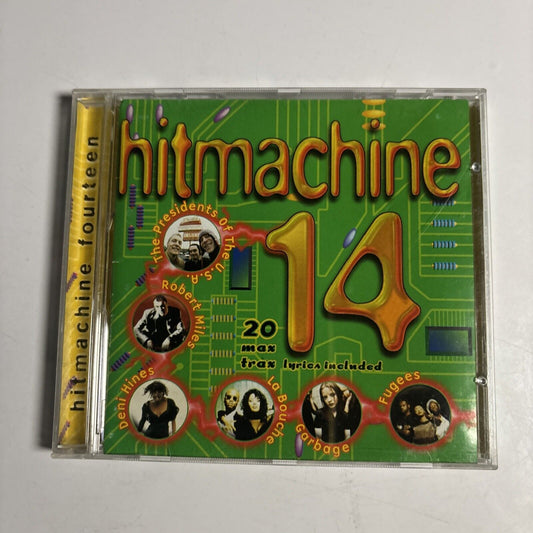 hitmachine fourteen
hitmachine
14
The Presidents Of The U.S.A.
Robert Miles
Deni Hines
La Bouche
Garbage
Fugees
20
max
trax lyrics included